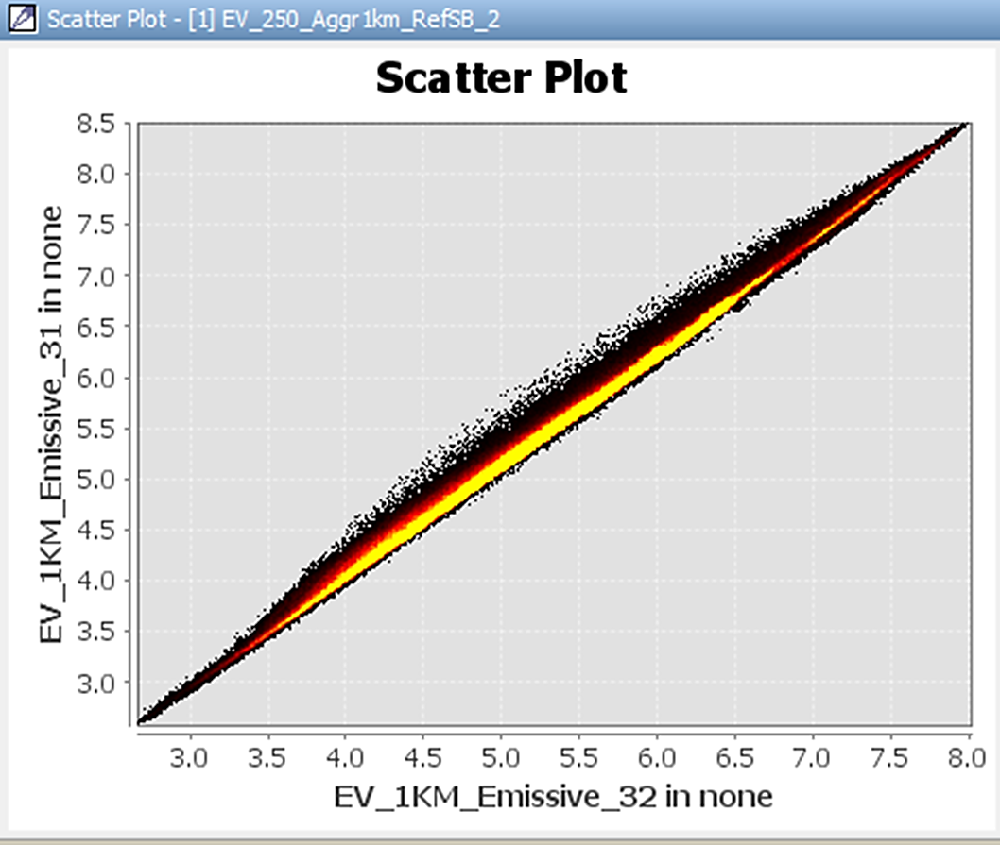 Scatter Plot - [1] EV_250_Aggr1km_RefSB_2
Scatter Plot
EV_1KM_Emissive_31 in none
8.5
8.0
7.5
7.0
6.5
6.0
5.5
5.0
4.5
4.0
3.5
3.0
3.0 3.5 4.0 4.5 5.0 5.5 6.0 6.5 7.0 7.5 8.0
EV_1KM_Emissive_32 in none